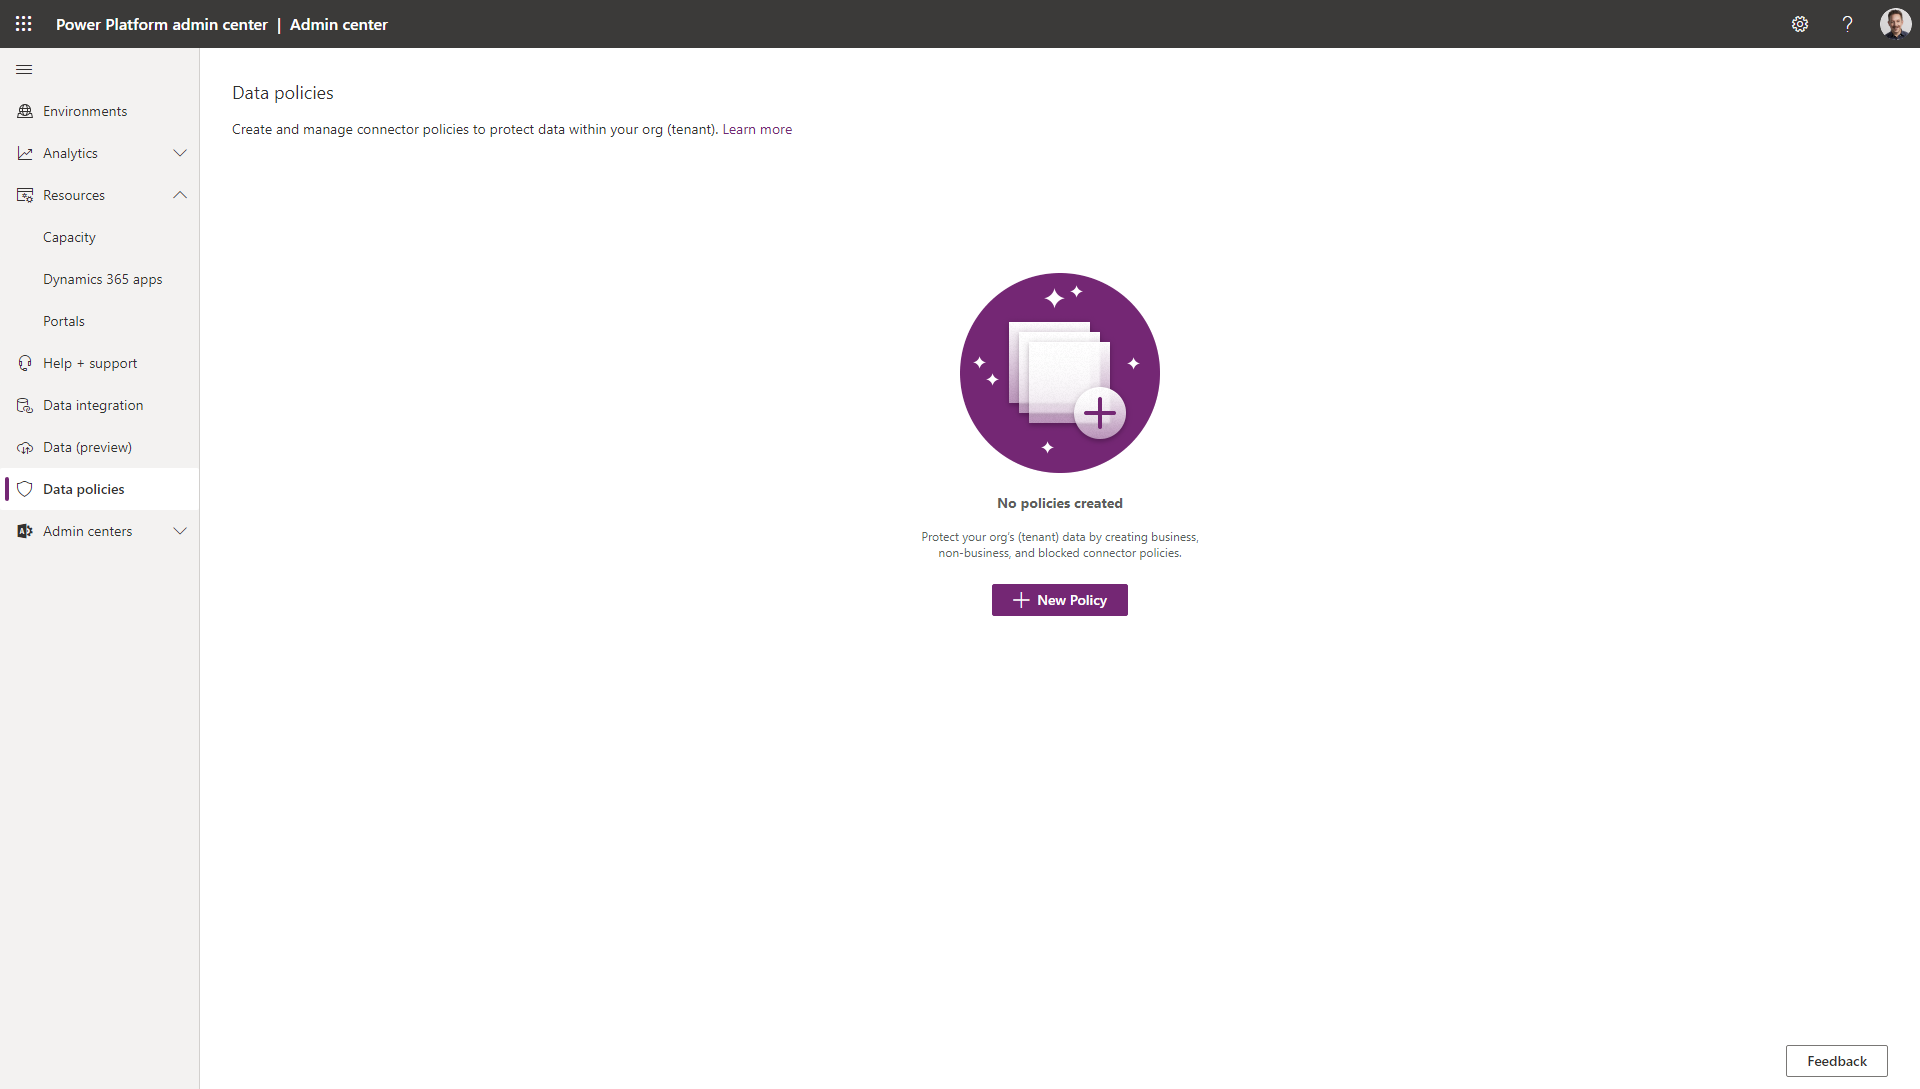 Power Platform admin center | Admin center
Environments
Analytics
Resources
Capacity
Dynamics 365 apps
Portals
Help + support
Data integration
Data (preview)
Data policies
Admin centers
Data policies
Create and manage connector policies to protect data within your org (tenant). Learn more
No policies created
Protect your org's (tenant) data by creating business,
non-business, and blocked connector policies.
New Policy
Feedback